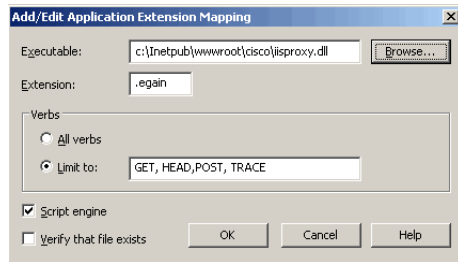 Add/Edit Application Extension Mapping
Executable: c:\Inetpub\wwwroot\cisco\iisproxy.dll Browse...
Extension: .egain
Verbs
All verbs
Limit to: GET, HEAD,POST, TRACE
Script engine
Verify that file exists OK Cancel Help